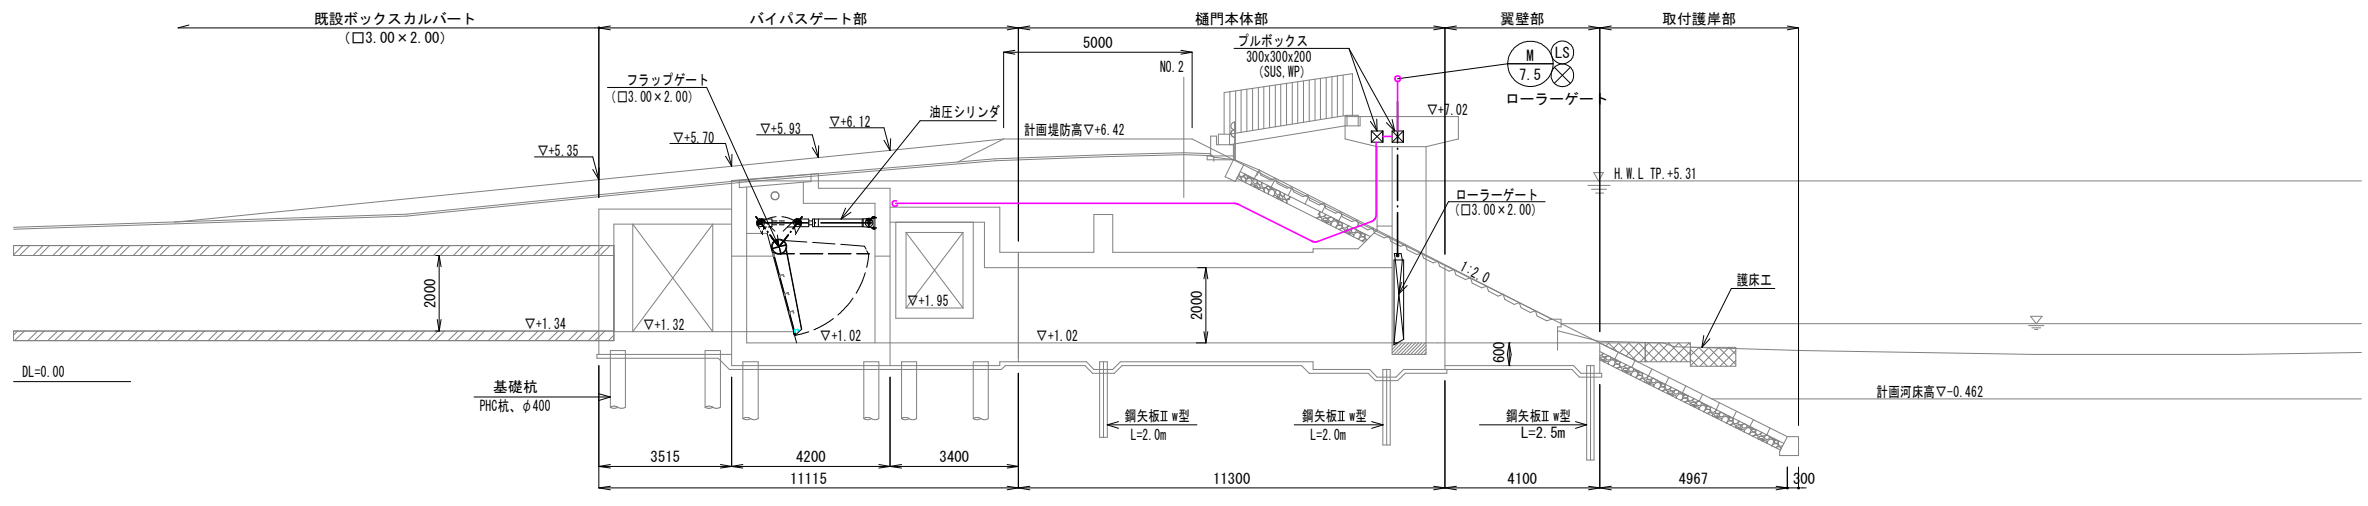 既設ボックスカルバート
(□3.00×2.00)
バイパスゲート部
樋門本体部
翼壁部
取付護岸部
5000
プルボックス
300x300x200
(SUS,WP)
NO.2
M
7.5
LS
ローラーゲート
フラップゲート
(□3.00×2.00)
油圧シリンダ
▽+7.02
▽+6.12
▽+5.93
▽+5.70
▽+5.35
計画堤防高▽+6.42
H.W.L TP.+5.31
ローラーゲート
(□3.00×2.00)
1:2.0
護床工
2000
2000
▽+1.95
▽+1.34
▽+1.32
▽+1.02
▽+1.02
600
DL=0.00
基礎杭
PHC杭、φ400
計画河床高▽-0.462
鋼矢板Ⅱw型
L=2.0m
鋼矢板Ⅱw型
L=2.0m
鋼矢板Ⅱw型
L=2.5m
3515
4200
3400
11115
11300
4100
4967
300